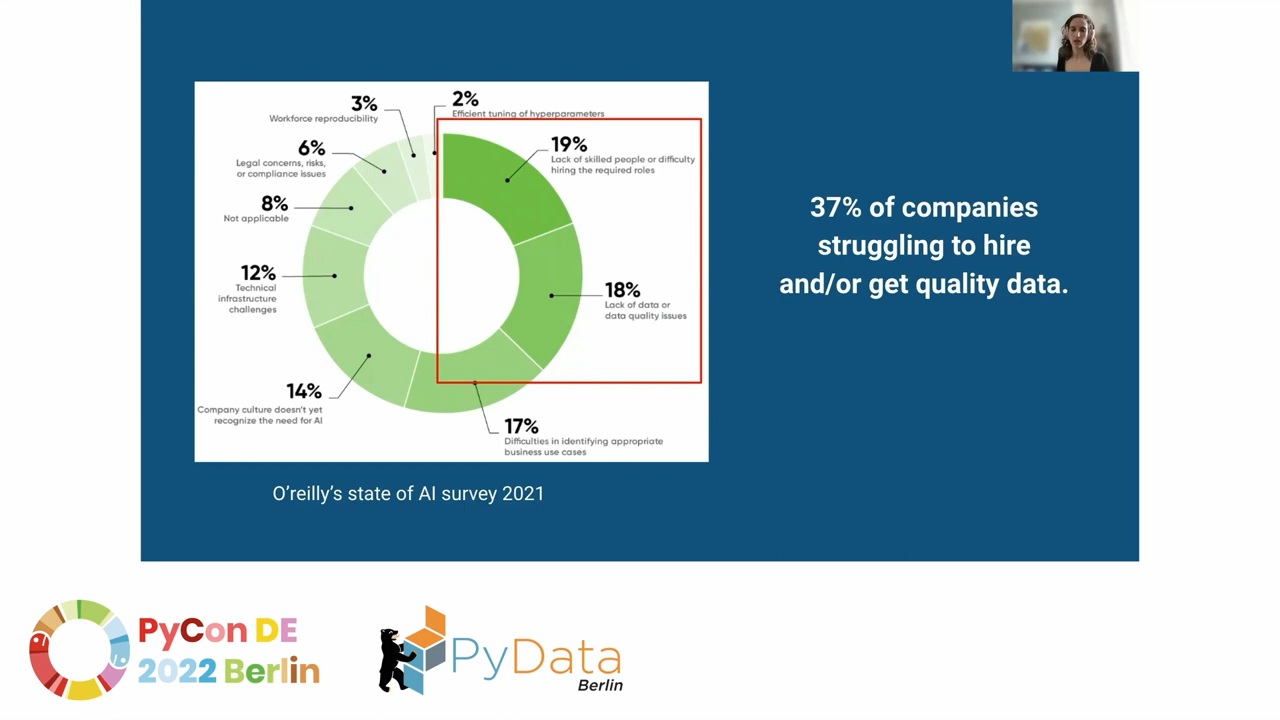 3%
Workforce reproducibility
2%
Efficient tuning of hyperparameters
6%
Legal concerns, risks,
or compliance issues
19%
Lack of skilled people or difficulty
hiring the required roles
8%
Not applicable
12%
Technical
infrastructure
challenges
18%
Lack of data or
data quality issues
14%
Company culture doesn't yet
recognize the need for AI
17%
Difficulties in identifying appropriate
business use cases
O'reilly's state of AI survey 2021
37% of companies
struggling to hire
and/or get quality data.
PyCon DE
2022 Berlin
PyData
Berlin